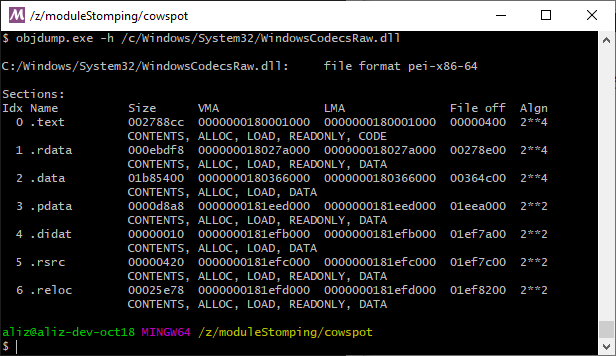 /z/moduleStomping/cowspot
$ objdump.exe -h /c/Windows/System32/WindowsCodecsRaw.dll
C:/Windows/System32/WindowsCodecsRaw.dll:     file format pei-x86-64
Sections:
Idx Name          Size      VMA               LMA               File off  Algn
  0 .text         002788cc  0000000180001000  0000000180001000  00000400  2**4
                  CONTENTS, ALLOC, LOAD, READONLY, CODE
  1 .rdata        000ebdf8  000000018027a000  000000018027a000  00278e00  2**4
                  CONTENTS, ALLOC, LOAD, READONLY, DATA
  2 .data         01b85400  0000000180366000  0000000180366000  00364c00  2**4
                  CONTENTS, ALLOC, LOAD, DATA
  3 .pdata        0000d8a8  0000000181eed000  0000000181eed000  01eea000  2**2
                  CONTENTS, ALLOC, LOAD, READONLY, DATA
  4 .didat        00000010  0000000181efb000  0000000181efb000  01ef7a00  2**2
                  CONTENTS, ALLOC, LOAD, DATA
  5 .rsrc         00000420  0000000181efc000  0000000181efc000  01ef7c00  2**2
                  CONTENTS, ALLOC, LOAD, READONLY, DATA
  6 .reloc        00025e78  0000000181efd000  0000000181efd000  01ef8200  2**2
                  CONTENTS, ALLOC, LOAD, READONLY, DATA
aliz@aliz-dev-oct18 MINGW64 /z/moduleStomping/cowspot
$